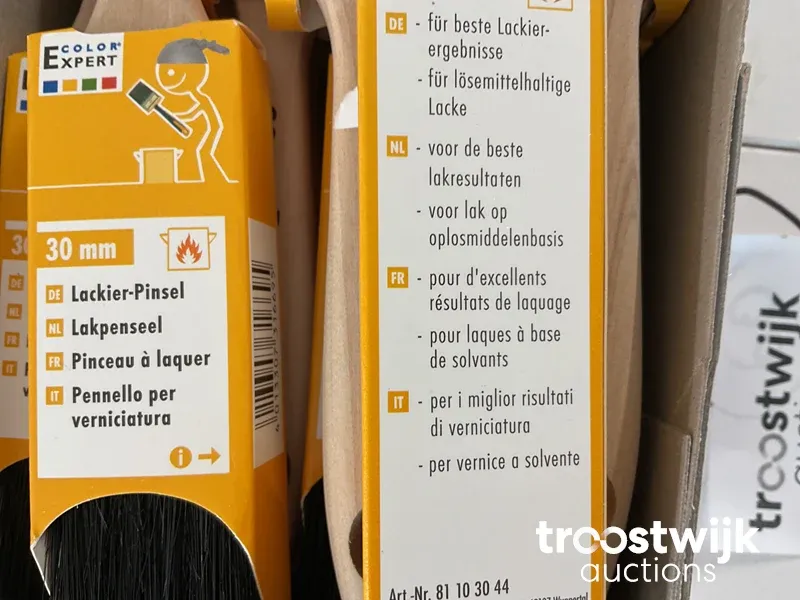 COLOR
EXPERT
30 mm
DE Lackier-Pinsel
NL Lakpenseel
FR Pinceau à laquer
IT Pennello per
verniciatura
i
DE - für beste Lackier-
ergebnisse
- für lösemittelhaltige
Lacke
NL - voor de beste
lakresultaten
- voor lak op
oplosmiddelenbasis
FR - pour d'excellents
résultats de laquage
- pour laques à base
de solvants
IT - per i miglior risultati
di verniciatura
- per vernice a solvente
Art.-Nr. 81 10 30 44
troostwijk
troostwijk
auctions